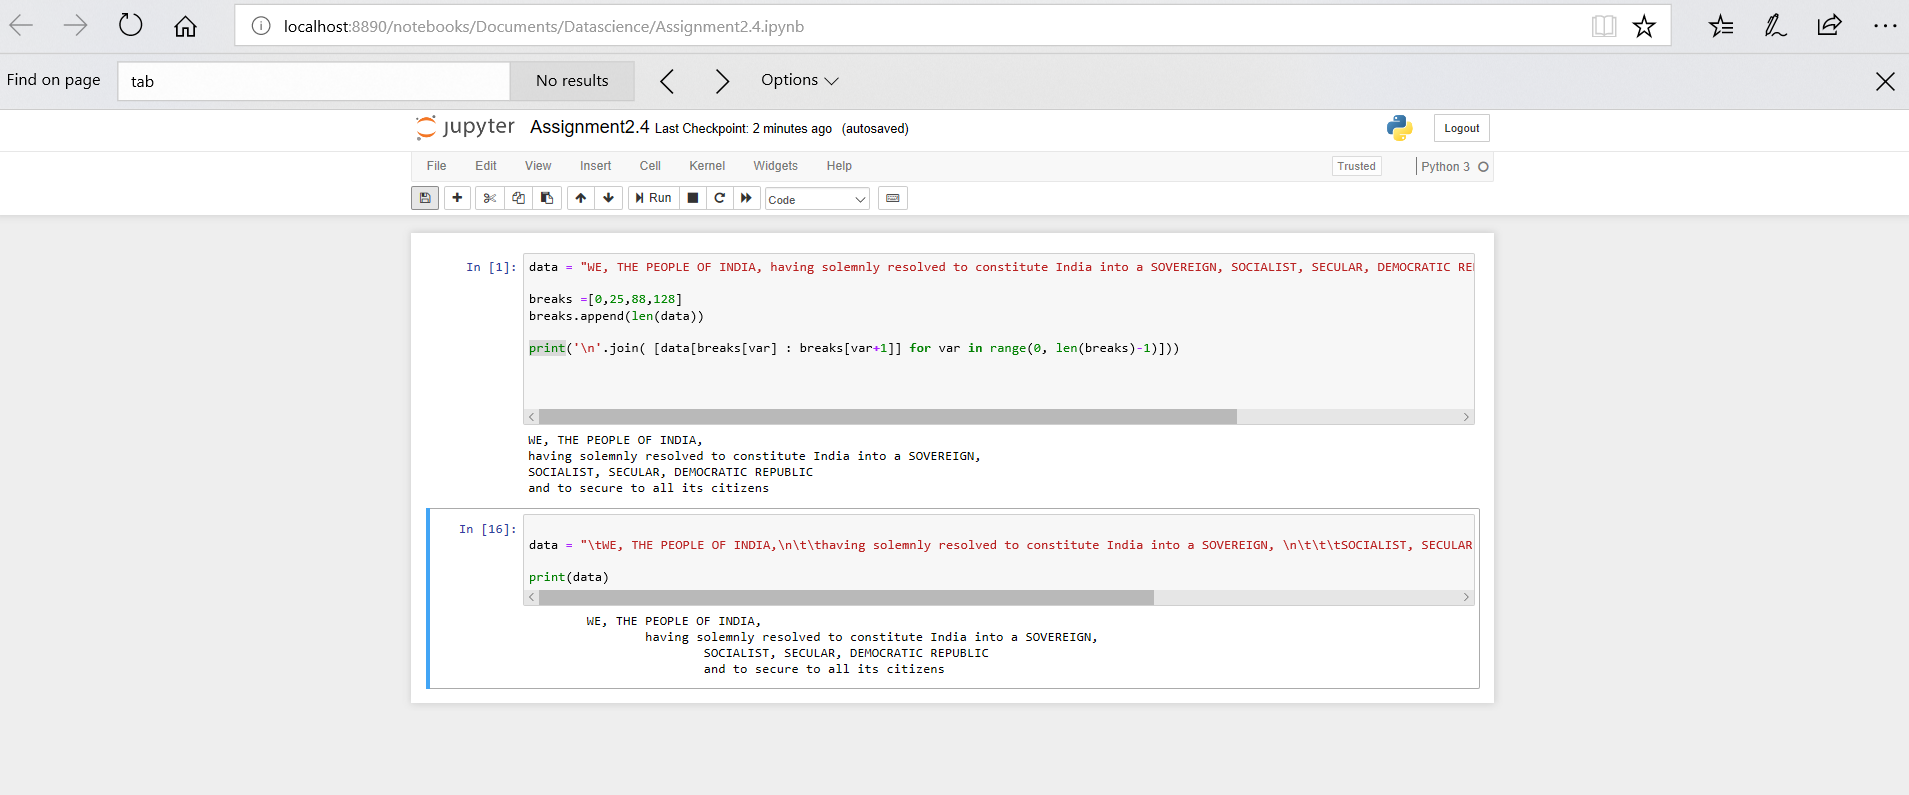 localhost:8890/notebooks/Documents/Datascience/Assignment2.4.ipynb
Find on page tab No results Options
jupyter Assignment2.4 Last Checkpoint: 2 minutes ago (autosaved) Logout
File Edit View Insert Cell Kernel Widgets Help Trusted Python 3
Run Code
In [1]: data = "WE, THE PEOPLE OF INDIA, having solemnly resolved to constitute India into a SOVEREIGN, SOCIALIST, SECULAR, DEMOCRATIC RE
breaks =[0,25,88,128]
breaks.append(len(data))
print('\n'.join( [data[breaks[var] : breaks[var+1]] for var in range(0, len(breaks)-1)]))
WE, THE PEOPLE OF INDIA,
having solemnly resolved to constitute India into a SOVEREIGN,
SOCIALIST, SECULAR, DEMOCRATIC REPUBLIC
and to secure to all its citizens
In [16]:
data = "\tWE, THE PEOPLE OF INDIA,\n\t\thaving solemnly resolved to constitute India into a SOVEREIGN, \n\t\t\tSOCIALIST, SECULAR
print(data)
WE, THE PEOPLE OF INDIA,
having solemnly resolved to constitute India into a SOVEREIGN,
SOCIALIST, SECULAR, DEMOCRATIC REPUBLIC
and to secure to all its citizens